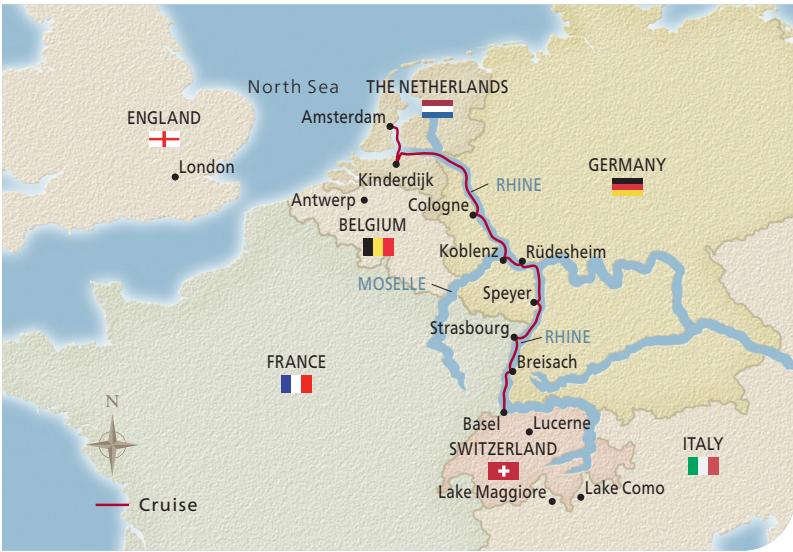 North Sea
THE NETHERLANDS
ENGLAND
Amsterdam
London
GERMANY
Kinderdijk
RHINE
Antwerp
Cologne
BELGIUM
Koblenz
Rüdesheim
MOSELLE
Speyer
Strasbourg
RHINE
FRANCE
Breisach
N
Basel
Lucerne
SWITZERLAND
ITALY
Lake Maggiore
Lake Como
Cruise